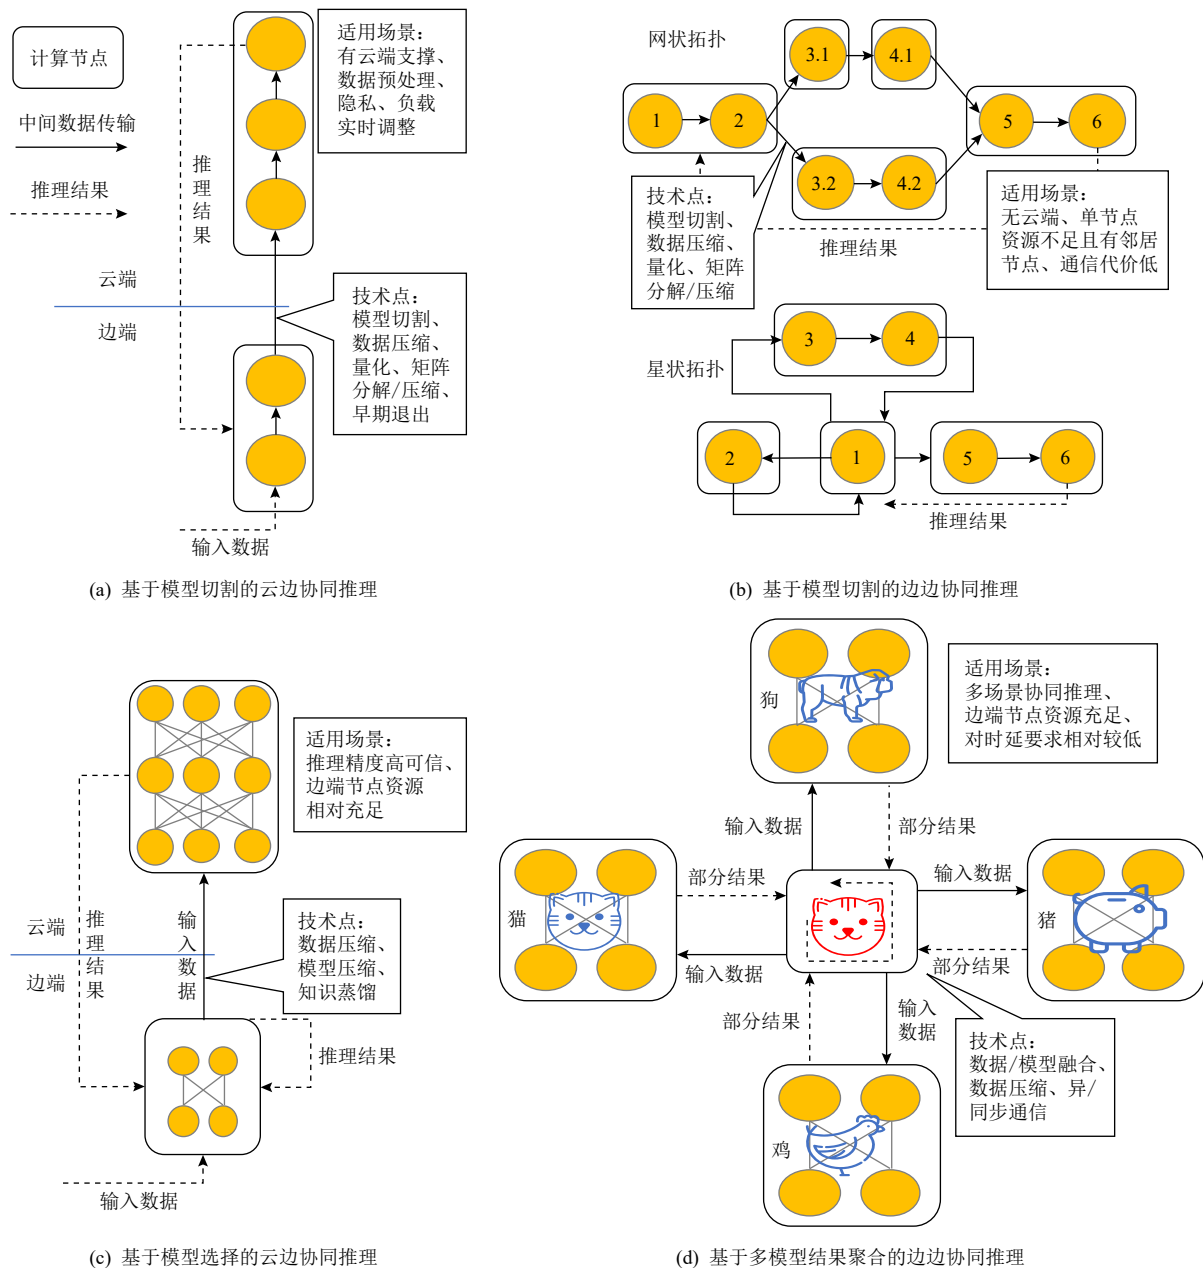 计算节点
中间数据传输
推理结果
适用场景：
有云端支撑、
数据预处理、
隐私、负载
实时调整
推理结果
云端
边端
技术点：
模型切割、
数据压缩、
量化、矩阵
分解/压缩、
早期退出
输入数据
(a) 基于模型切割的云边协同推理
网状拓扑
3.1
4.1
1
2
5
6
3.2
4.2
技术点：
模型切割、
数据压缩、
量化、矩阵
分解/压缩
推理结果
适用场景：
无云端、单节点
资源不足且有邻居
节点、通信代价低
星状拓扑
3
4
2
1
5
6
推理结果
(b) 基于模型切割的边边协同推理
适用场景：
推理精度高可信、
边端节点资源
相对充足
云端
边端
推理结果
输入数据
技术点：
数据压缩、
模型压缩、
知识蒸馏
推理结果
输入数据
(c) 基于模型选择的云边协同推理
狗
适用场景：
多场景协同推理、
边端节点资源充足、
对时延要求相对较低
输入数据
部分结果
猫
部分结果
输入数据
输入数据
猪
部分结果
部分结果
输入
数据
技术点：
数据/模型融合、
数据压缩、异/
同步通信
鸡
(d) 基于多模型结果聚合的边边协同推理